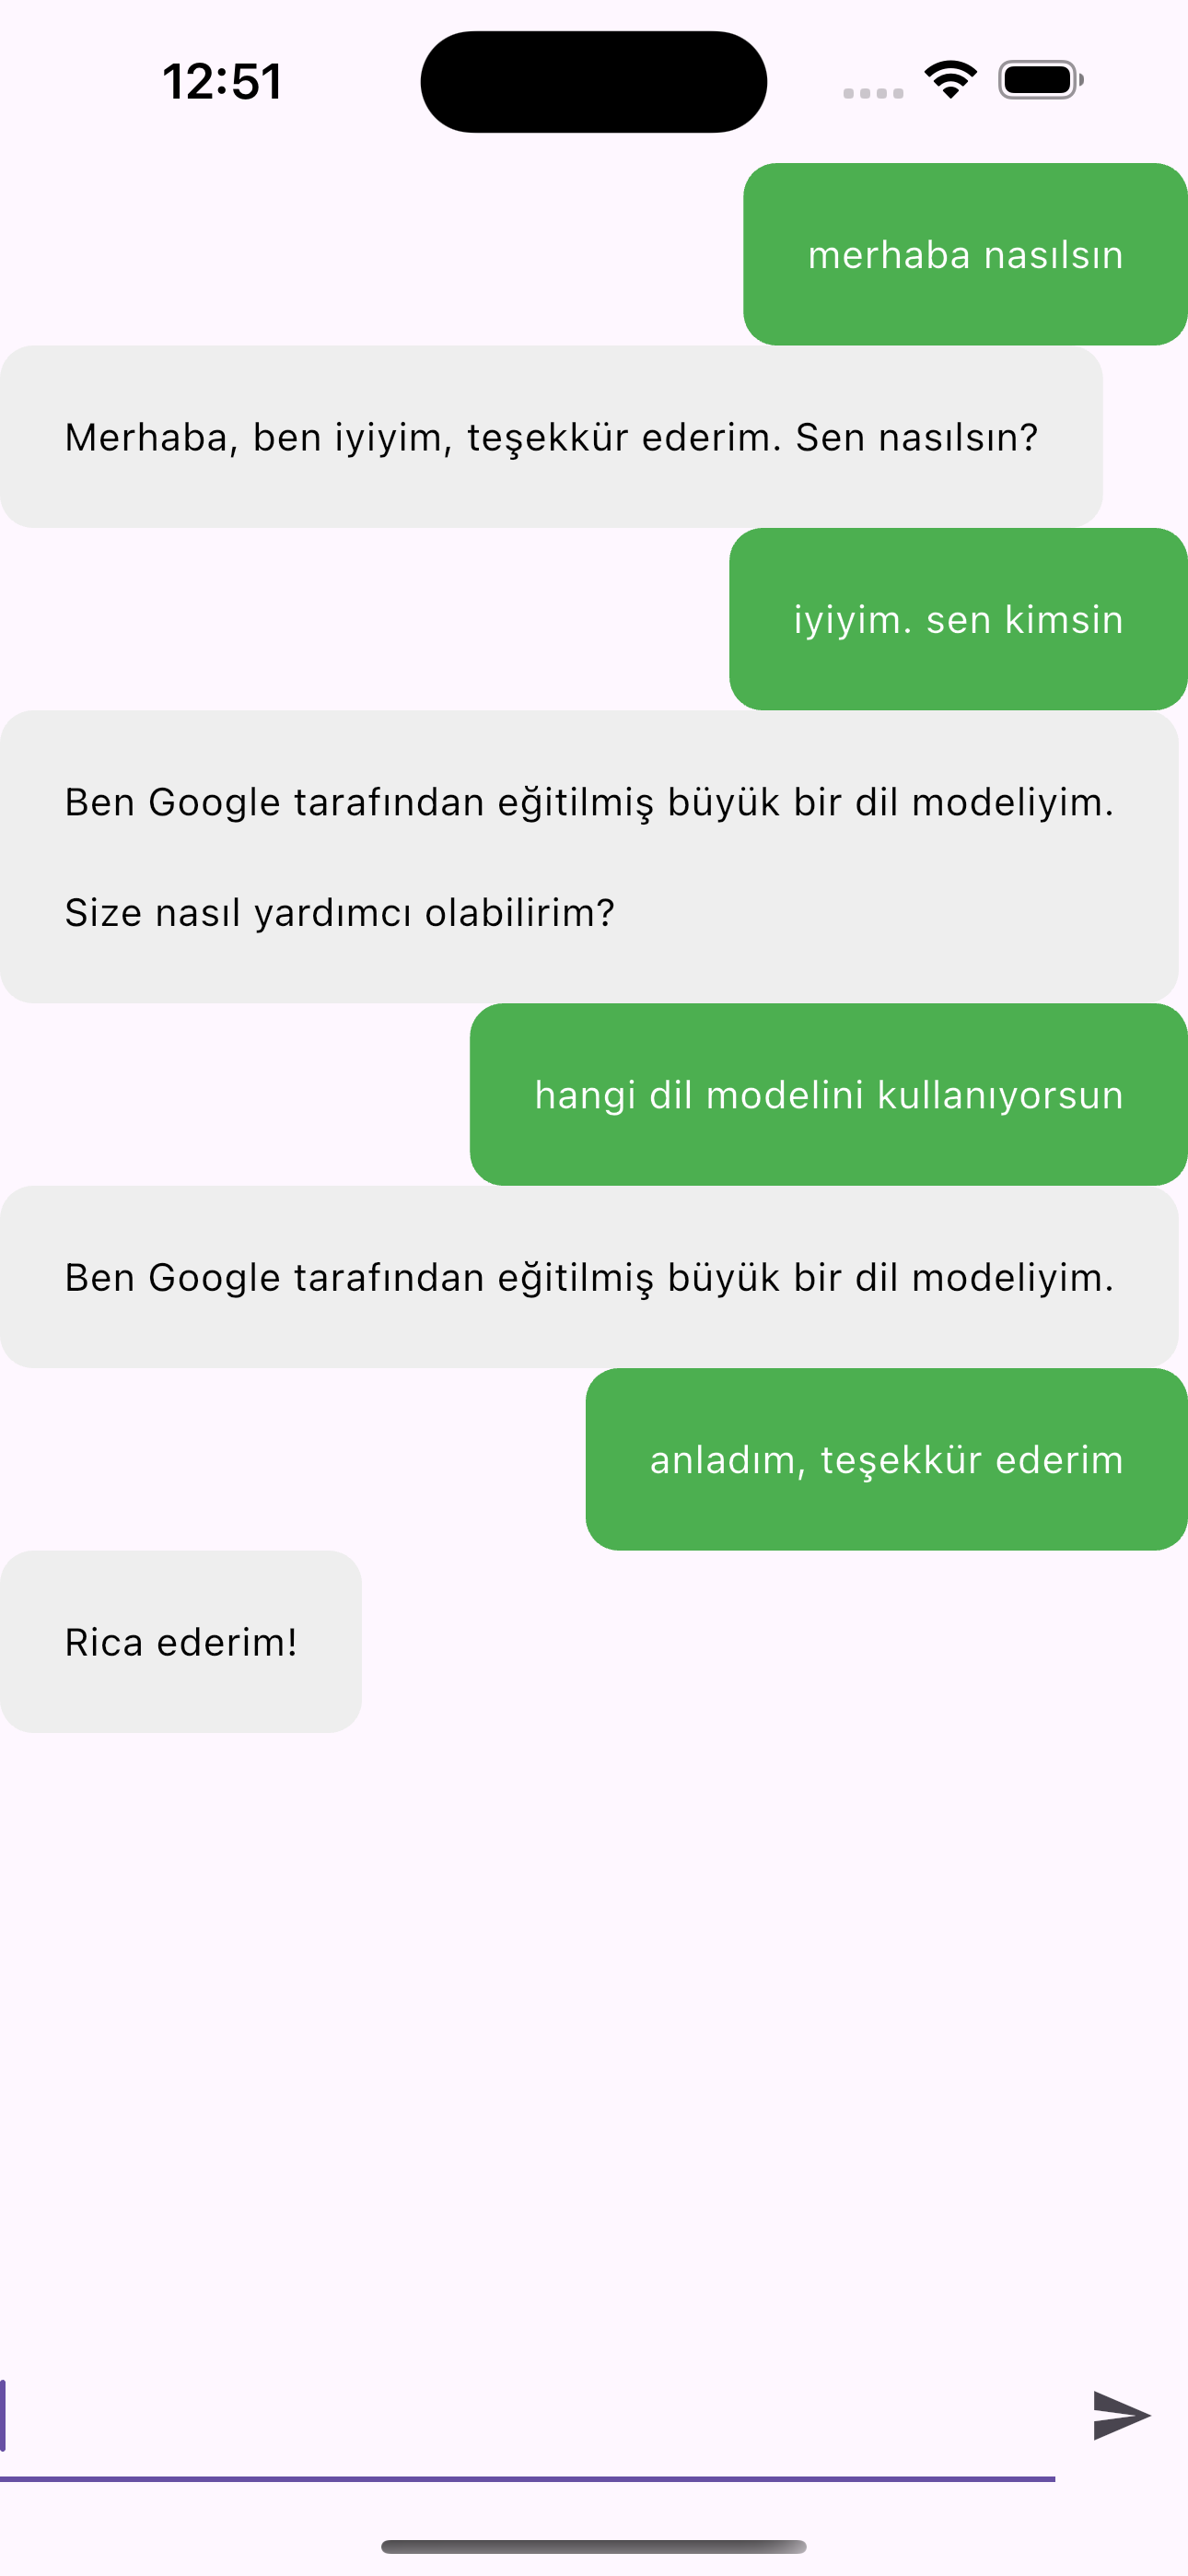 12:51
merhaba nasılsın
Merhaba, ben iyiyim, teşekkür ederim. Sen nasılsın?
iyiyim. sen kimsin
Ben Google tarafından eğitilmiş büyük bir dil modeliyim.
Size nasıl yardımcı olabilirim?
hangi dil modelini kullanıyorsun
Ben Google tarafından eğitilmiş büyük bir dil modeliyim.
anladım, teşekkür ederim
Rica ederim!